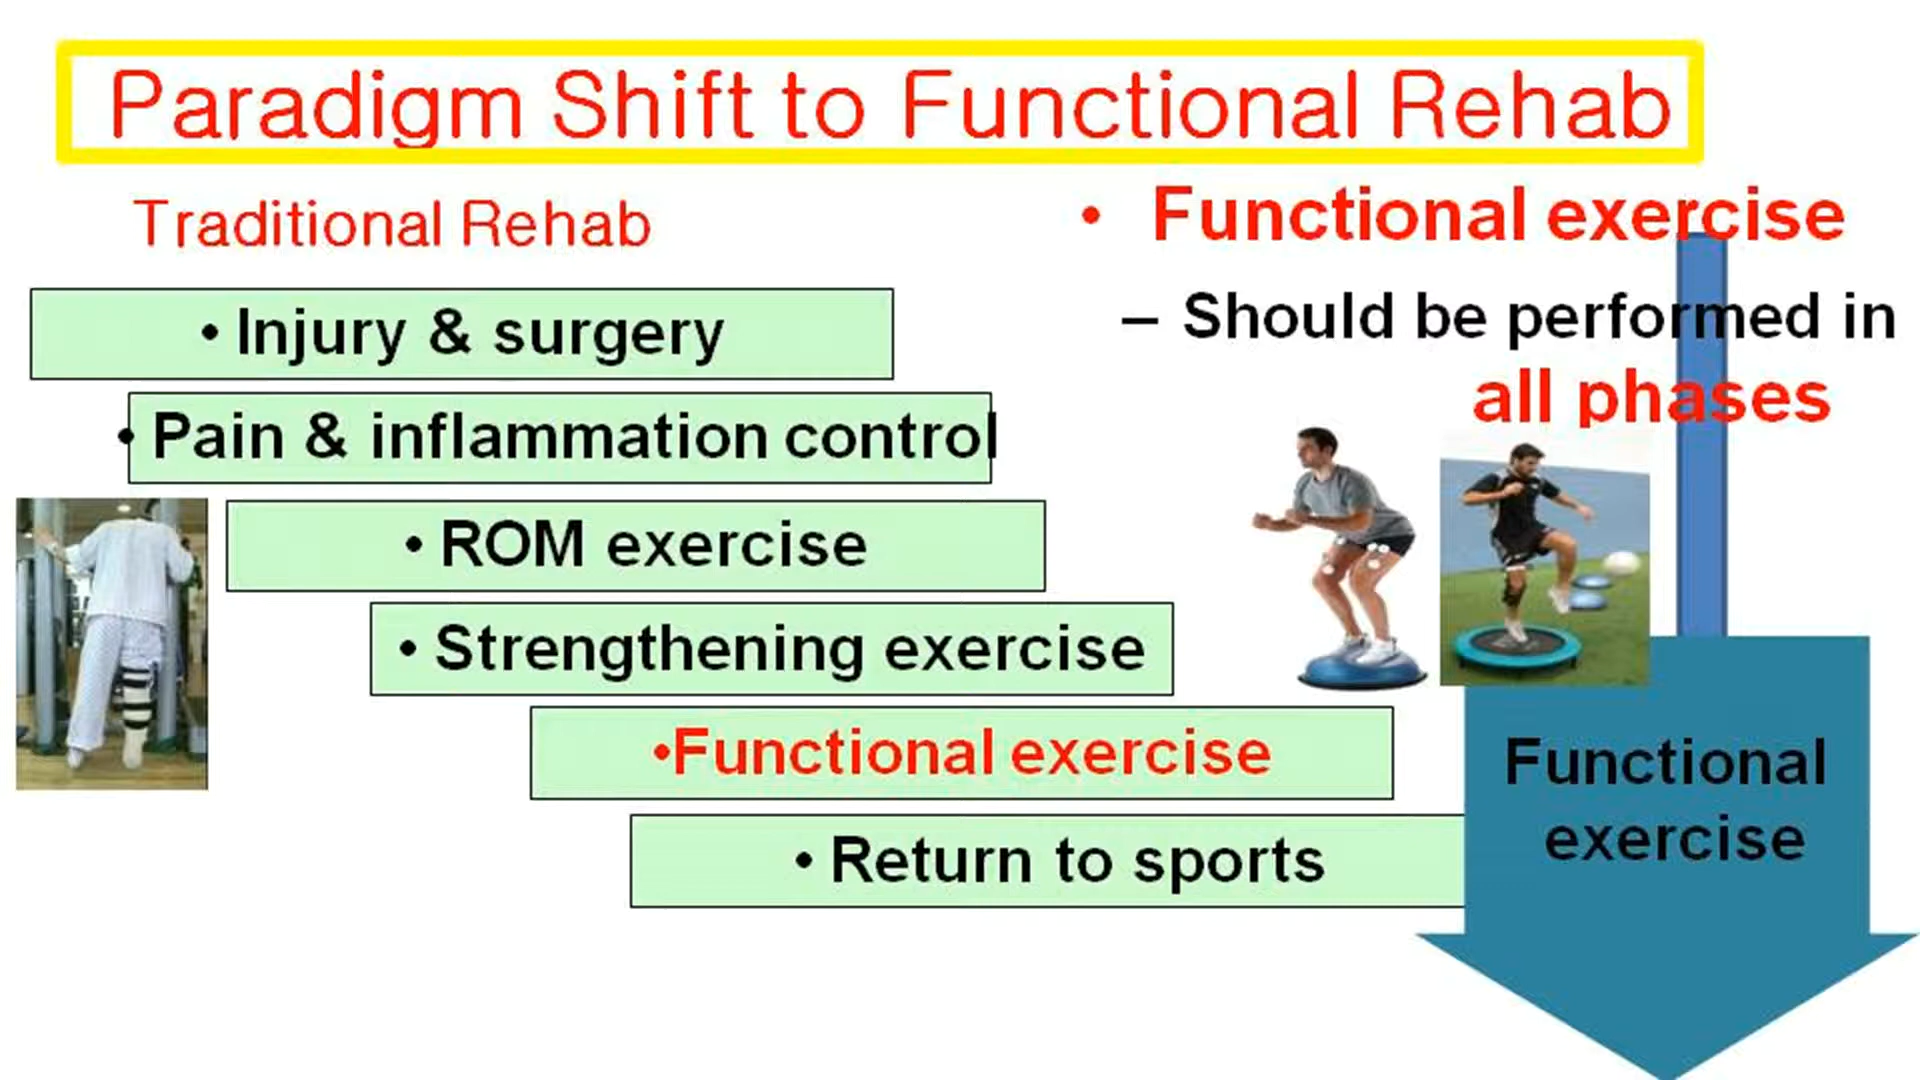 Paradigm Shift to Functional Rehab
Traditional Rehab
• Injury & surgery
• Pain & inflammation control
• ROM exercise
• Strengthening exercise
•Functional exercise
• Return to sports
• Functional exercise
– Should be performed in
all phases
Functional
exercise